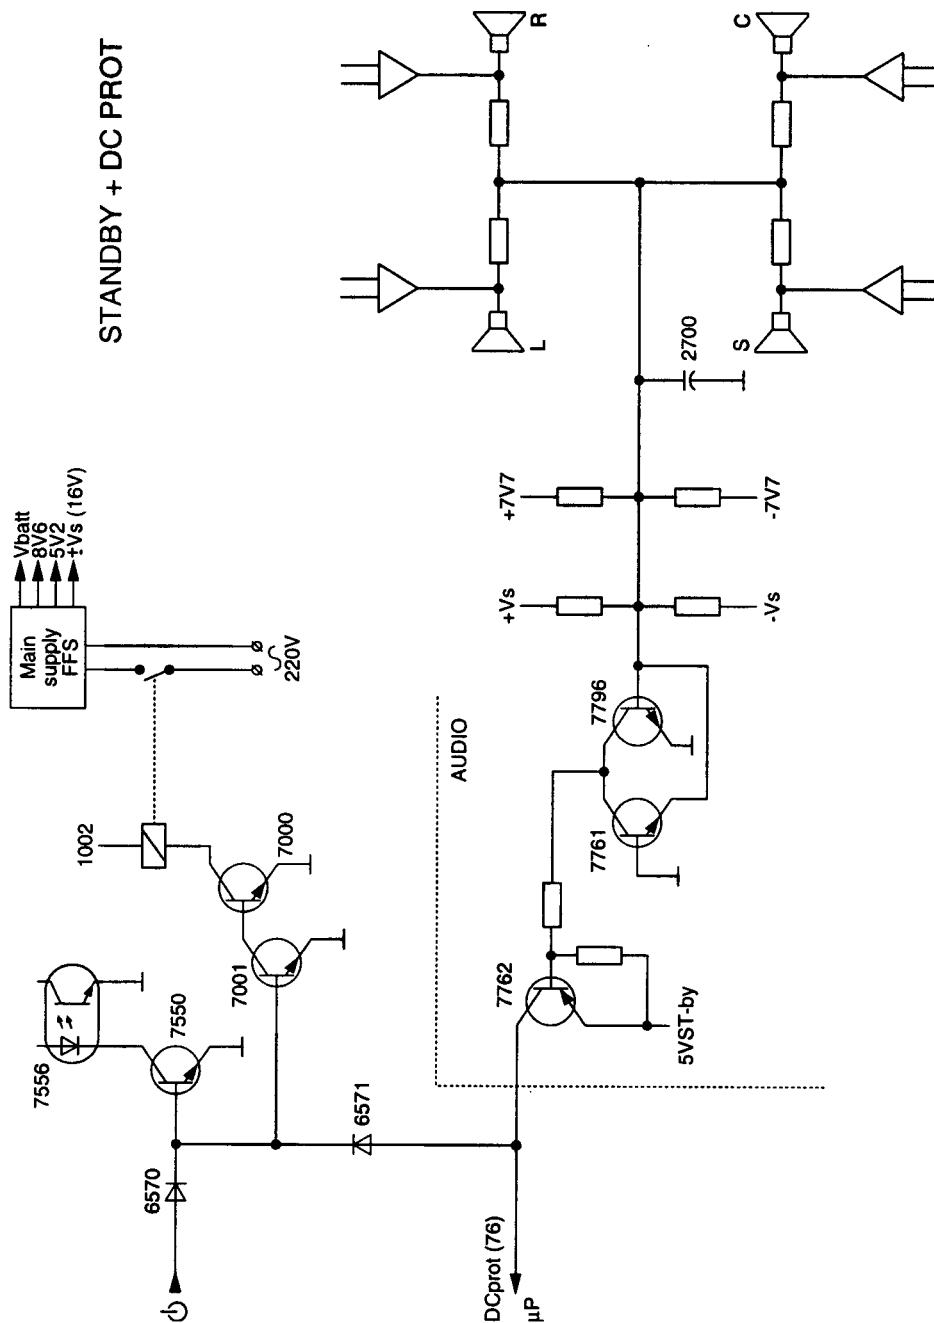 STANDBY + DC PROT
Main
supply
FFS
Vbatt
8V6
5V2
+Vs (16V)
220V
1002
7000
7001
7556
7550
6570
6571
DCprot (76)
µP
AUDIO
7762
5VST-by
7761
7796
+Vs
-Vs
+7V7
-7V7
2700
L
R
S
C